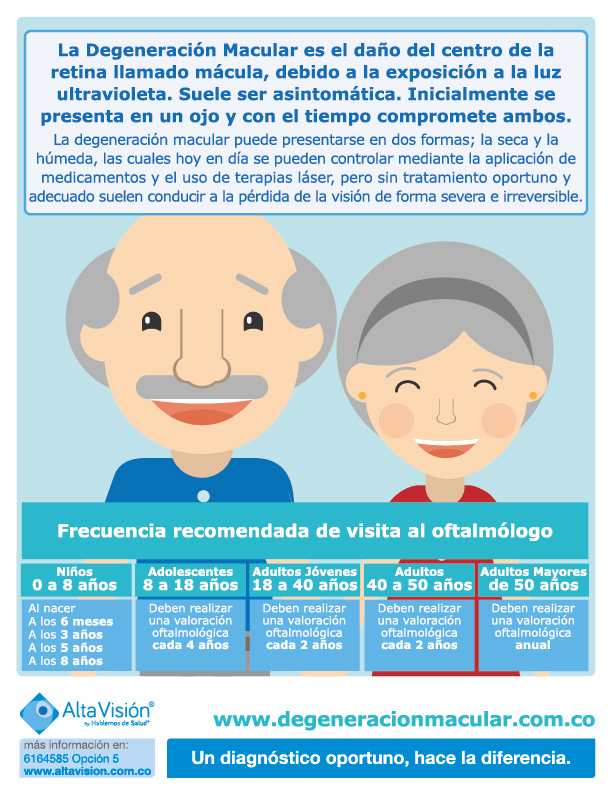 La Degeneración Macular es el daño del centro de la
retina llamado mácula, debido a la exposición a la luz
ultravioleta. Suele ser asintomática. Inicialmente se
presenta en un ojo y con el tiempo compromete ambos.
La degeneración macular puede presentarse en dos formas; la seca y la
húmeda, las cuales hoy en día se pueden controlar mediante la aplicación de
medicamentos y el uso de terapias láser, pero sin tratamiento oportuno y
adecuado suelen conducir a la pérdida de la visión de forma severa e irreversible.
Frecuencia recomendada de visita al oftalmólogo
Niños
0 a 8 años
Al nacer
A los 6 meses
A los 3 años
A los 5 años
A los 8 años
Adolescentes
8 a 18 años
Deben realizar
una valoración
oftalmológica
cada 4 años
Adultos Jóvenes
18 a 40 años
Deben realizar
una valoración
oftalmológica
cada 2 años
Adultos
40 a 50 años
Deben realizar
una valoración
oftalmológica
cada 2 años
Adultos Mayores
de 50 años
Deben realizar
una valoración
oftalmológica
anual
AltaVisión®
By Hablemos de Salud®
más información en:
6164585 Opción 5
www.altavision.com.co
www.degeneracionmacular.com.co
Un diagnóstico oportuno, hace la diferencia.